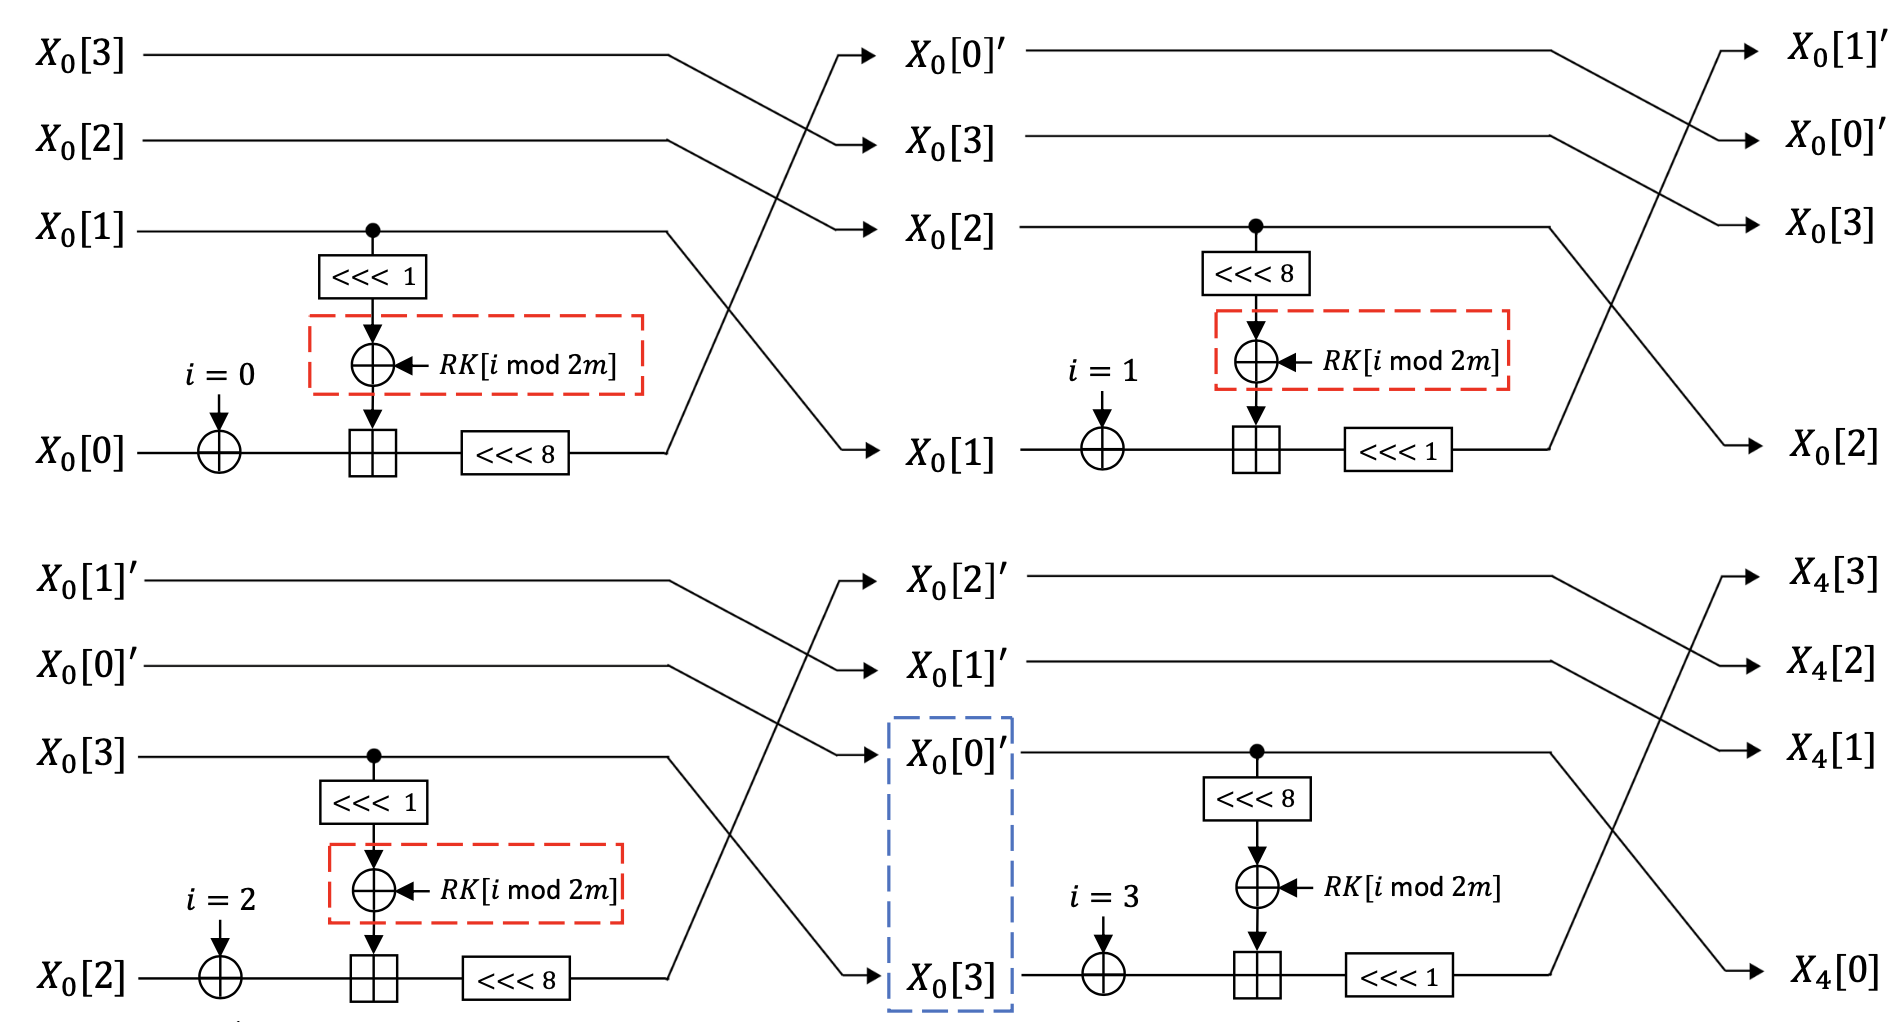 X₀[3]
X₀[0]′
X₀[1]′
X₀[2]
X₀[3]
X₀[0]′
X₀[1]
X₀[2]
X₀[3]
<<< 1
<<< 8
RK[i mod 2m]
RK[i mod 2m]
i = 0
i = 1
X₀[0]
<<< 8
X₀[1]
<<< 1
X₀[2]
X₀[1]′
X₀[2]′
X₄[3]
X₀[0]′
X₀[1]′
X₄[2]
X₀[3]
X₀[0]′
X₄[1]
<<< 1
<<< 8
RK[i mod 2m]
RK[i mod 2m]
i = 2
i = 3
X₀[2]
<<< 8
X₀[3]
<<< 1
X₄[0]